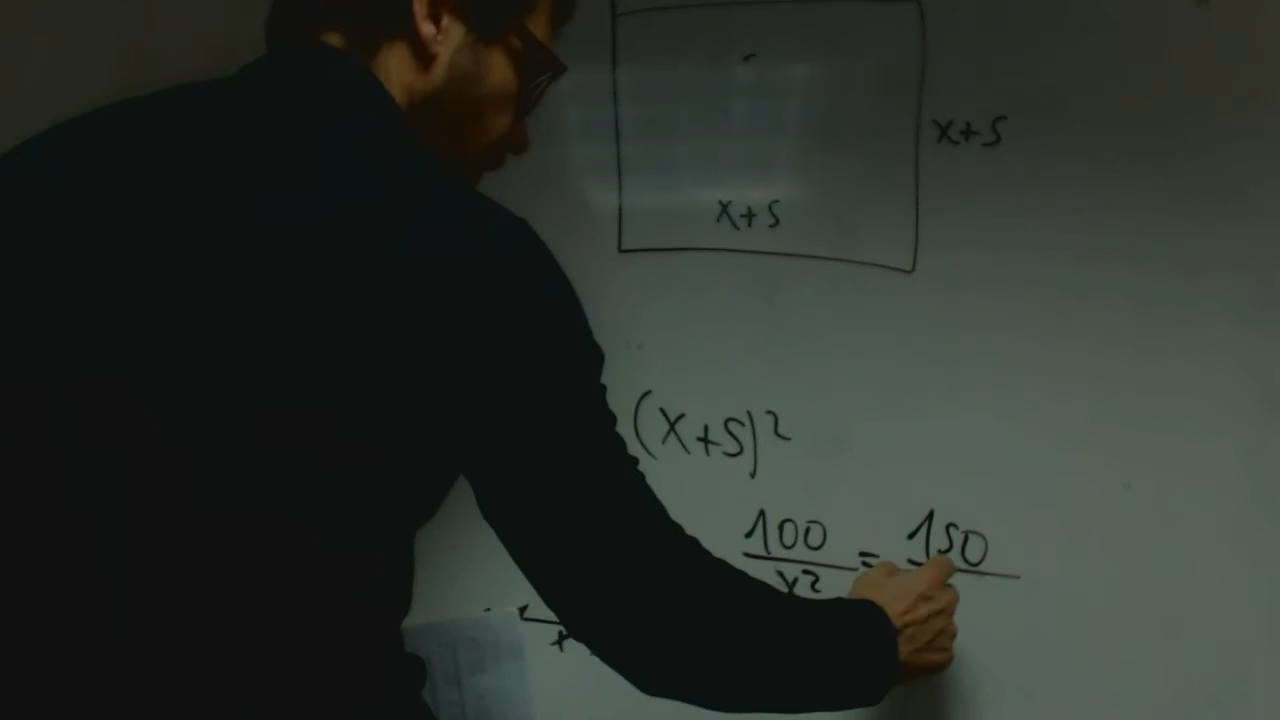 x+5
x+5
(x+5)²
100/x² = 150/
x